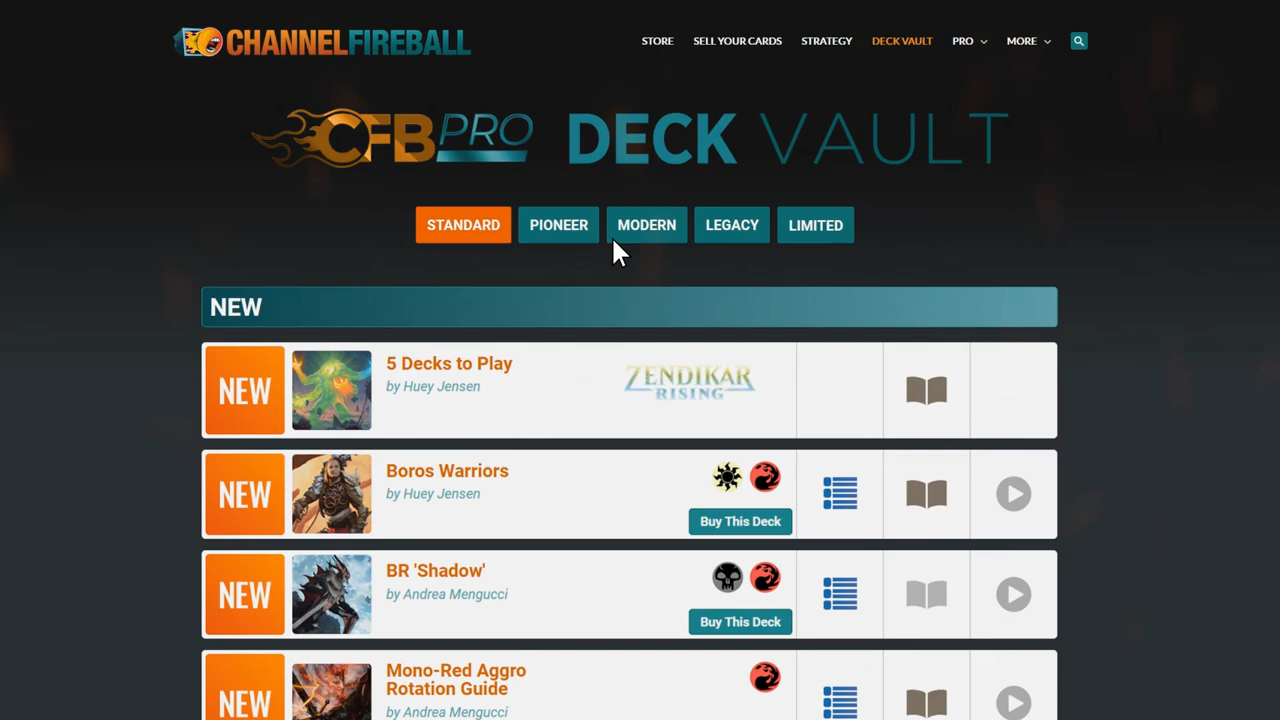 CHANNELFIREBALL
STORE SELL YOUR CARDS STRATEGY DECK VAULT PRO MORE
CFB PRO DECK VAULT
STANDARD PIONEER MODERN LEGACY LIMITED
NEW
NEW
5 Decks to Play
by Huey Jensen
ZENDIKAR
RISING
NEW
Boros Warriors
by Huey Jensen
Buy This Deck
NEW
BR 'Shadow'
by Andrea Mengucci
Buy This Deck
NEW
Mono-Red Aggro
Rotation Guide
by Andrea Mengucci